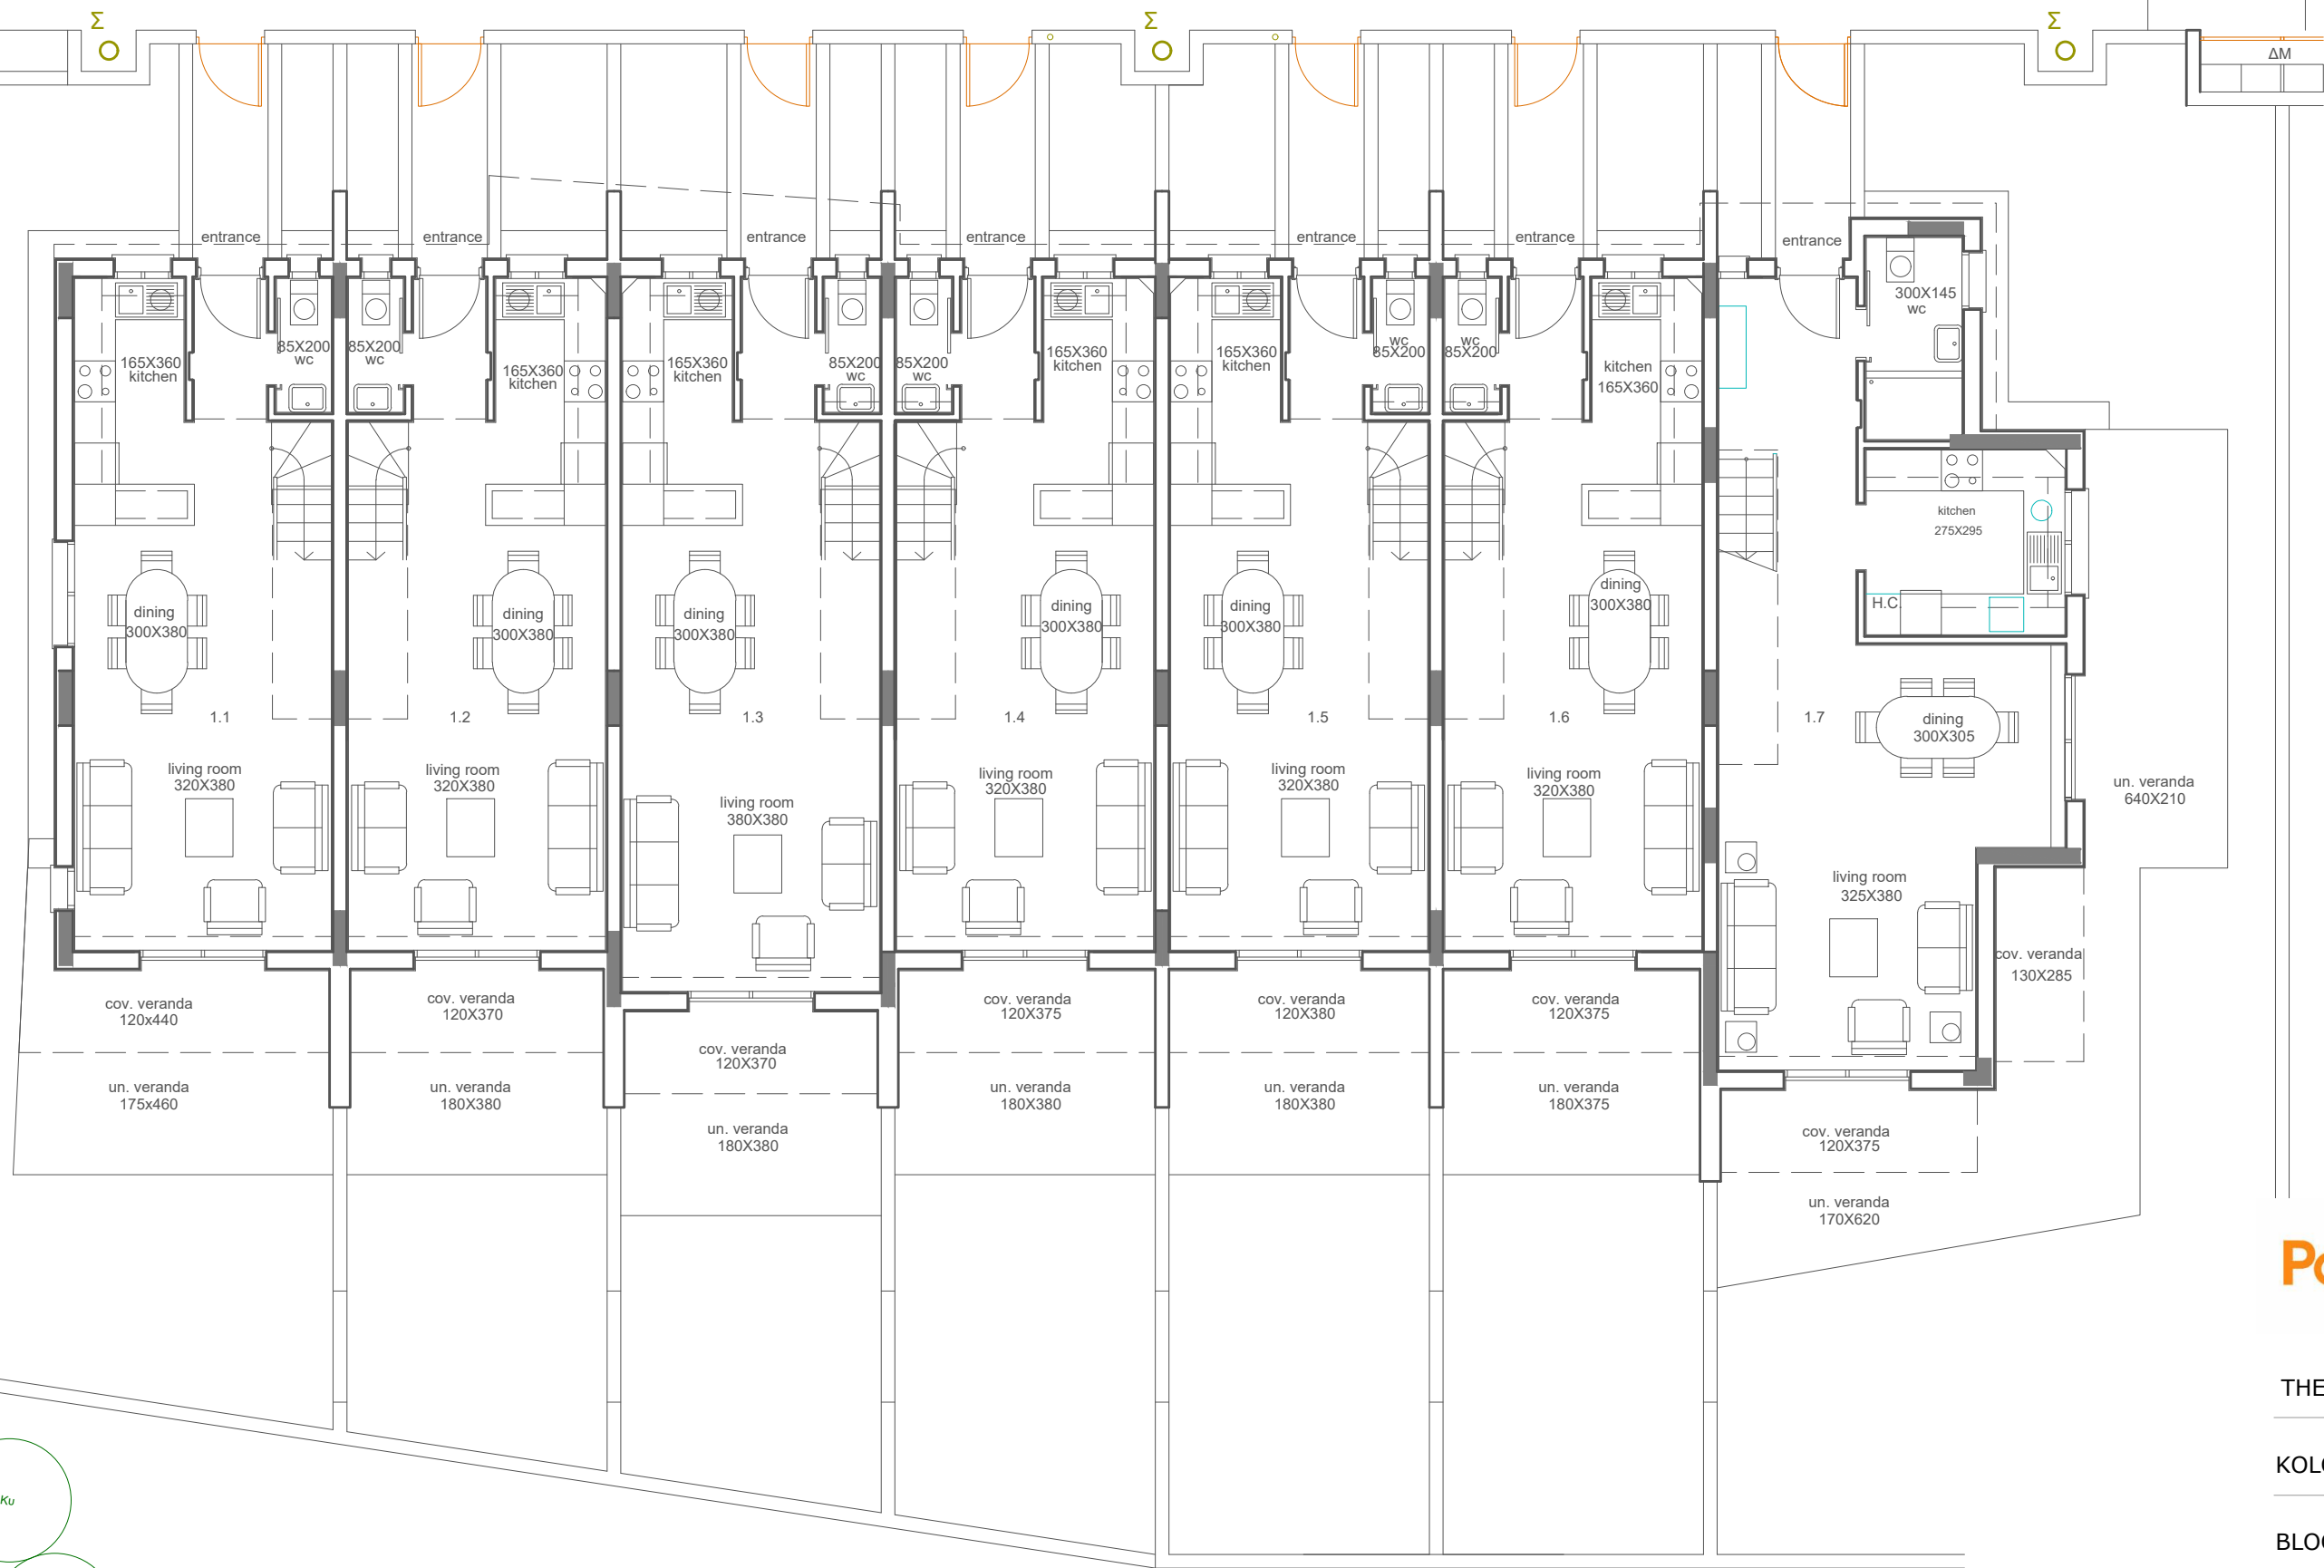 Σ
Σ
Σ
ΔΜ
entrance
entrance
entrance
entrance
entrance
entrance
entrance
165X360
kitchen
85X200
wc
85X200
wc
165X360
kitchen
165X360
kitchen
85X200
wc
85X200
wc
165X360
kitchen
165X360
kitchen
wc
85X200
wc
85X200
kitchen
165X360
300X145
wc
kitchen
275X295
H.C.
dining
300X380
dining
300X380
dining
300X380
dining
300X380
dining
300X380
dining
300X380
dining
300X305
1.1
1.2
1.3
1.4
1.5
1.6
1.7
living room
320X380
living room
320X380
living room
380X380
living room
320X380
living room
320X380
living room
320X380
living room
325X380
un. veranda
640X210
cov. veranda
130X285
cov. veranda
120x440
cov. veranda
120X370
cov. veranda
120X370
cov. veranda
120X375
cov. veranda
120X380
cov. veranda
120X375
cov. veranda
120X375
un. veranda
175x460
un. veranda
180X380
un. veranda
180X380
un. veranda
180X380
un. veranda
180X380
un. veranda
180X375
un. veranda
170X620
THE
Ku